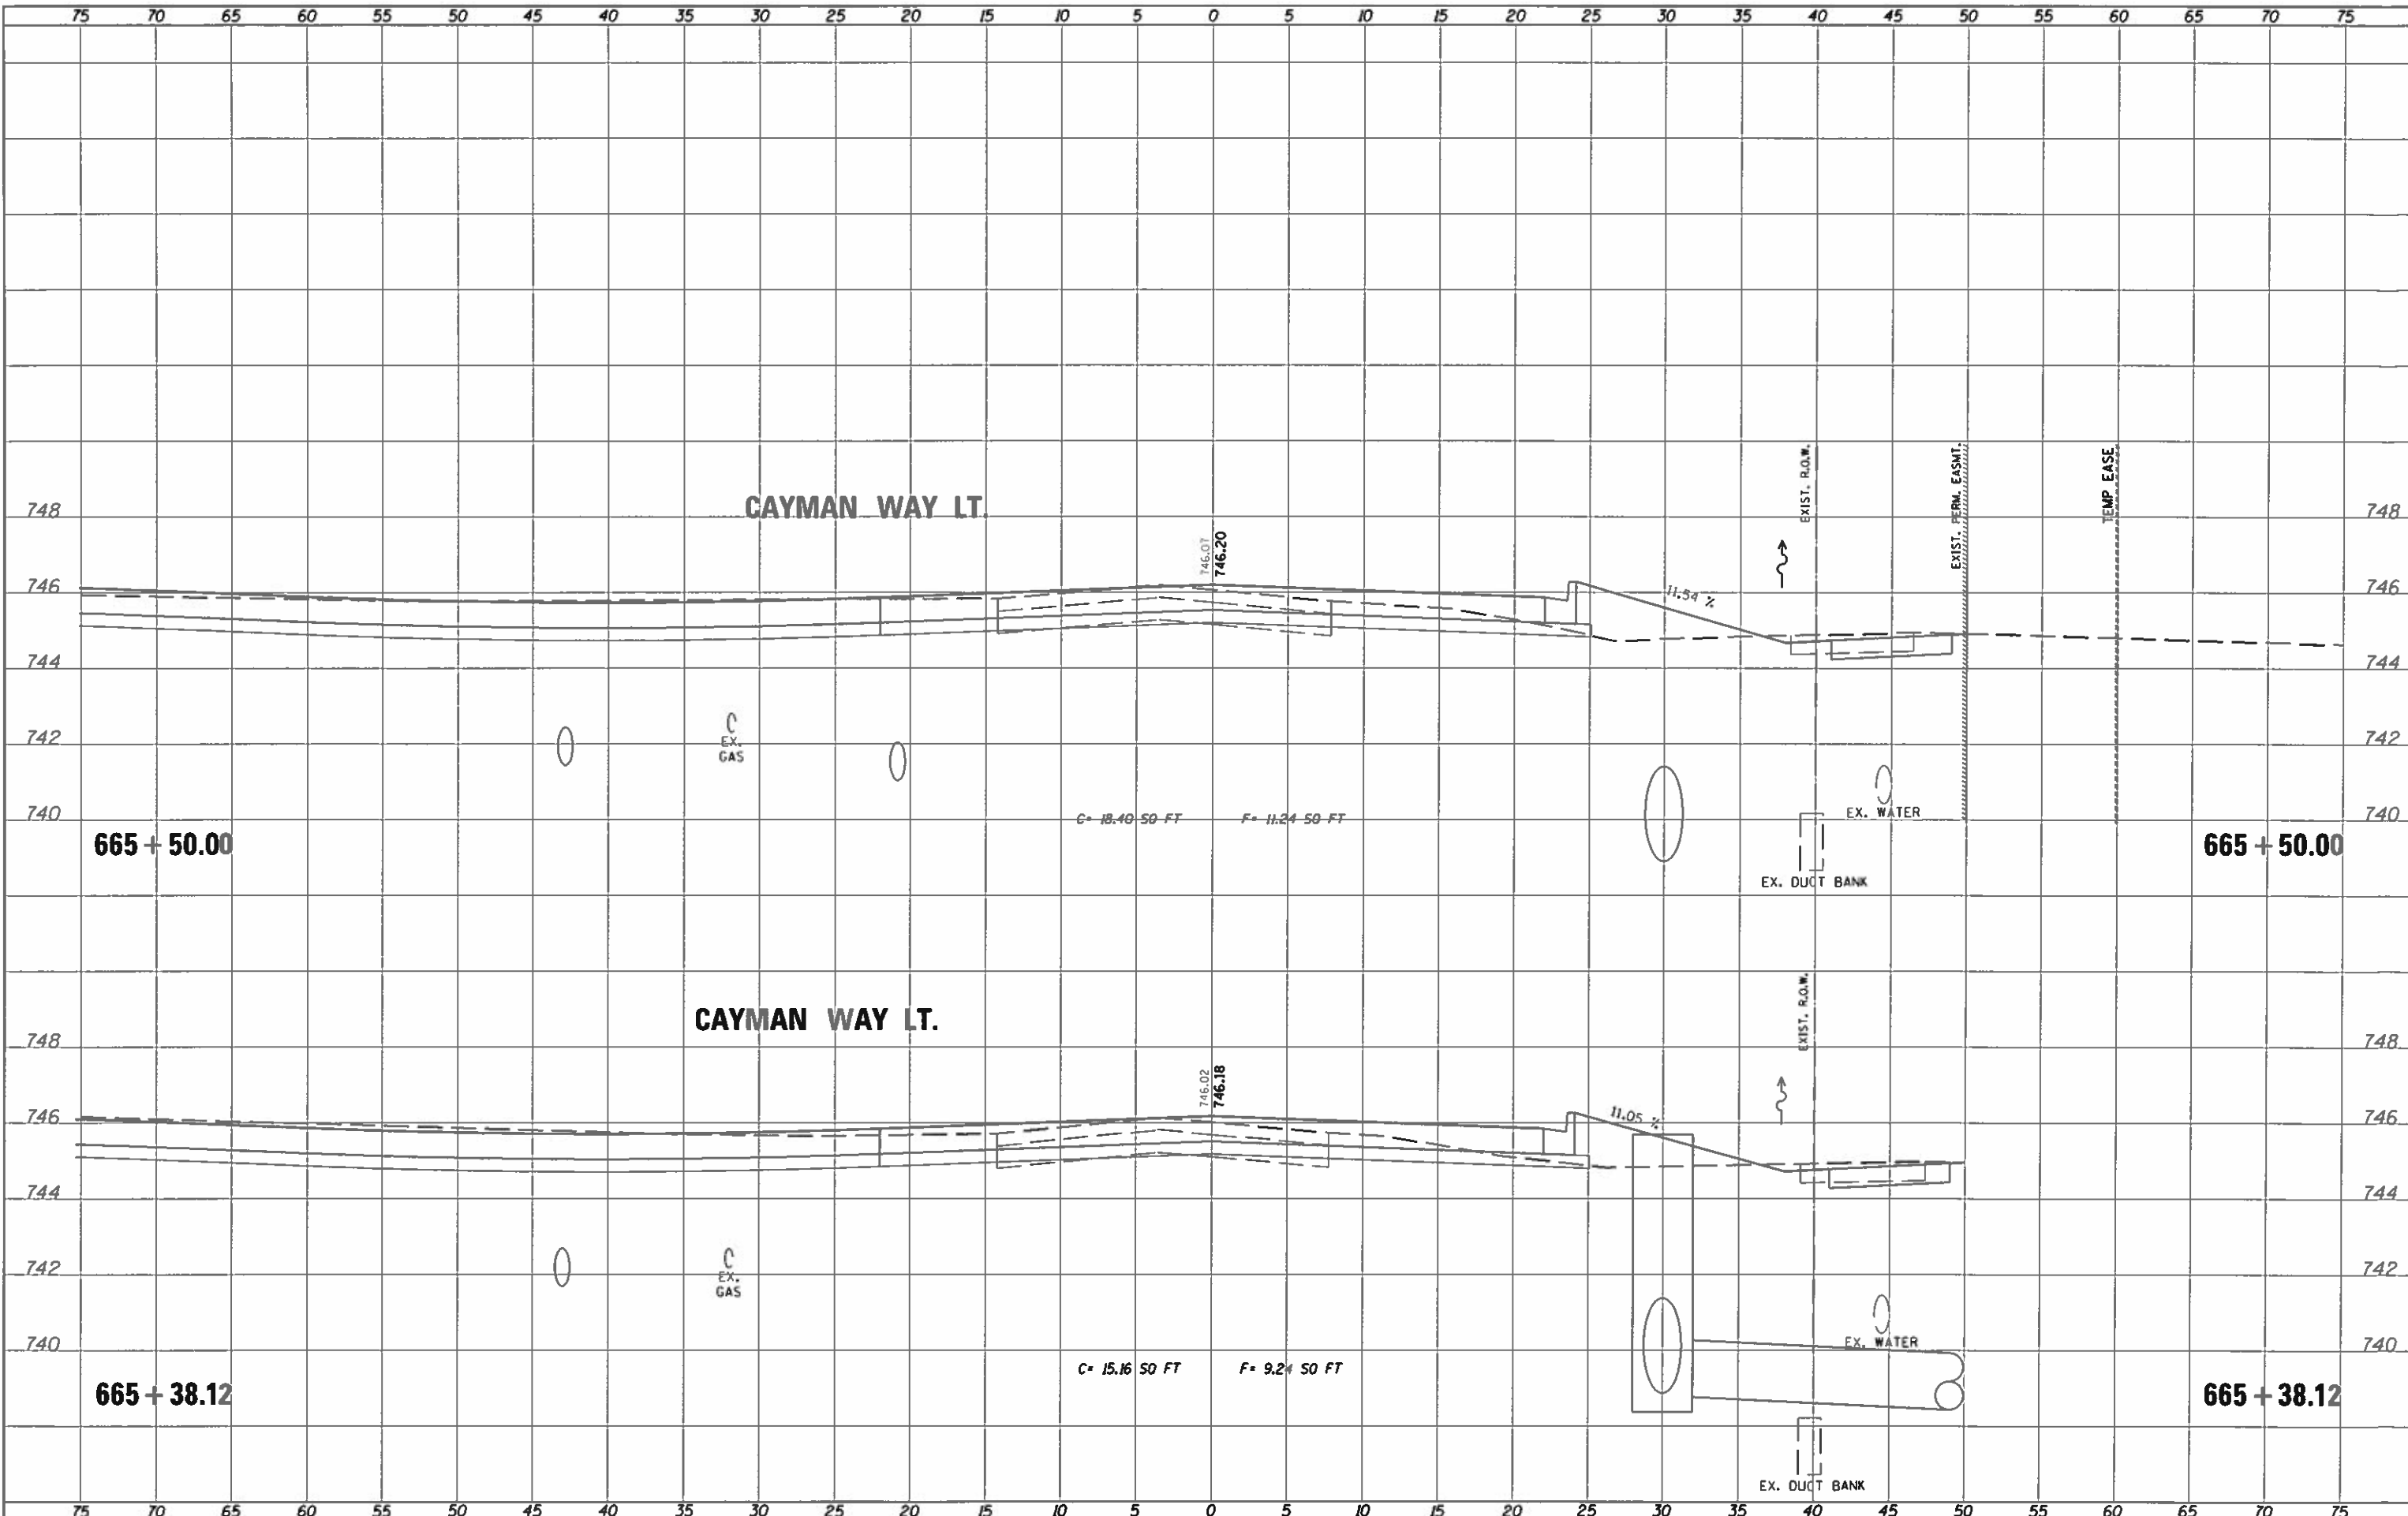 75 70 65 60 55 50 45 40 35 30 25 20 15 10 5 0 5 10 15 20 25 30 35 40 45 50 55 60 65 70 75
EXIST. R.O.W.
EXIST. PERM. EASMT.
TEMP EASE
CAYMAN WAY LT.
748 748
746.07
746.20
746 746
11.54 %
744 744
742 742
EX.
GAS
740 740
C= 18.40 SQ FT F= 11.24 SQ FT
EX. WATER
665 + 50.00 665 + 50.00
EX. DUCT BANK
EXIST. R.O.W.
CAYMAN WAY LT.
748 748
746.02
746.18
746 746
11.05 %
744 744
742 742
EX.
GAS
740 740
EX. WATER
C= 15.16 SQ FT F= 9.24 SQ FT
665 + 38.12 665 + 38.12
EX. DUCT BANK
75 70 65 60 55 50 45 40 35 30 25 20 15 10 5 0 5 10 15 20 25 30 35 40 45 50 55 60 65 70 75